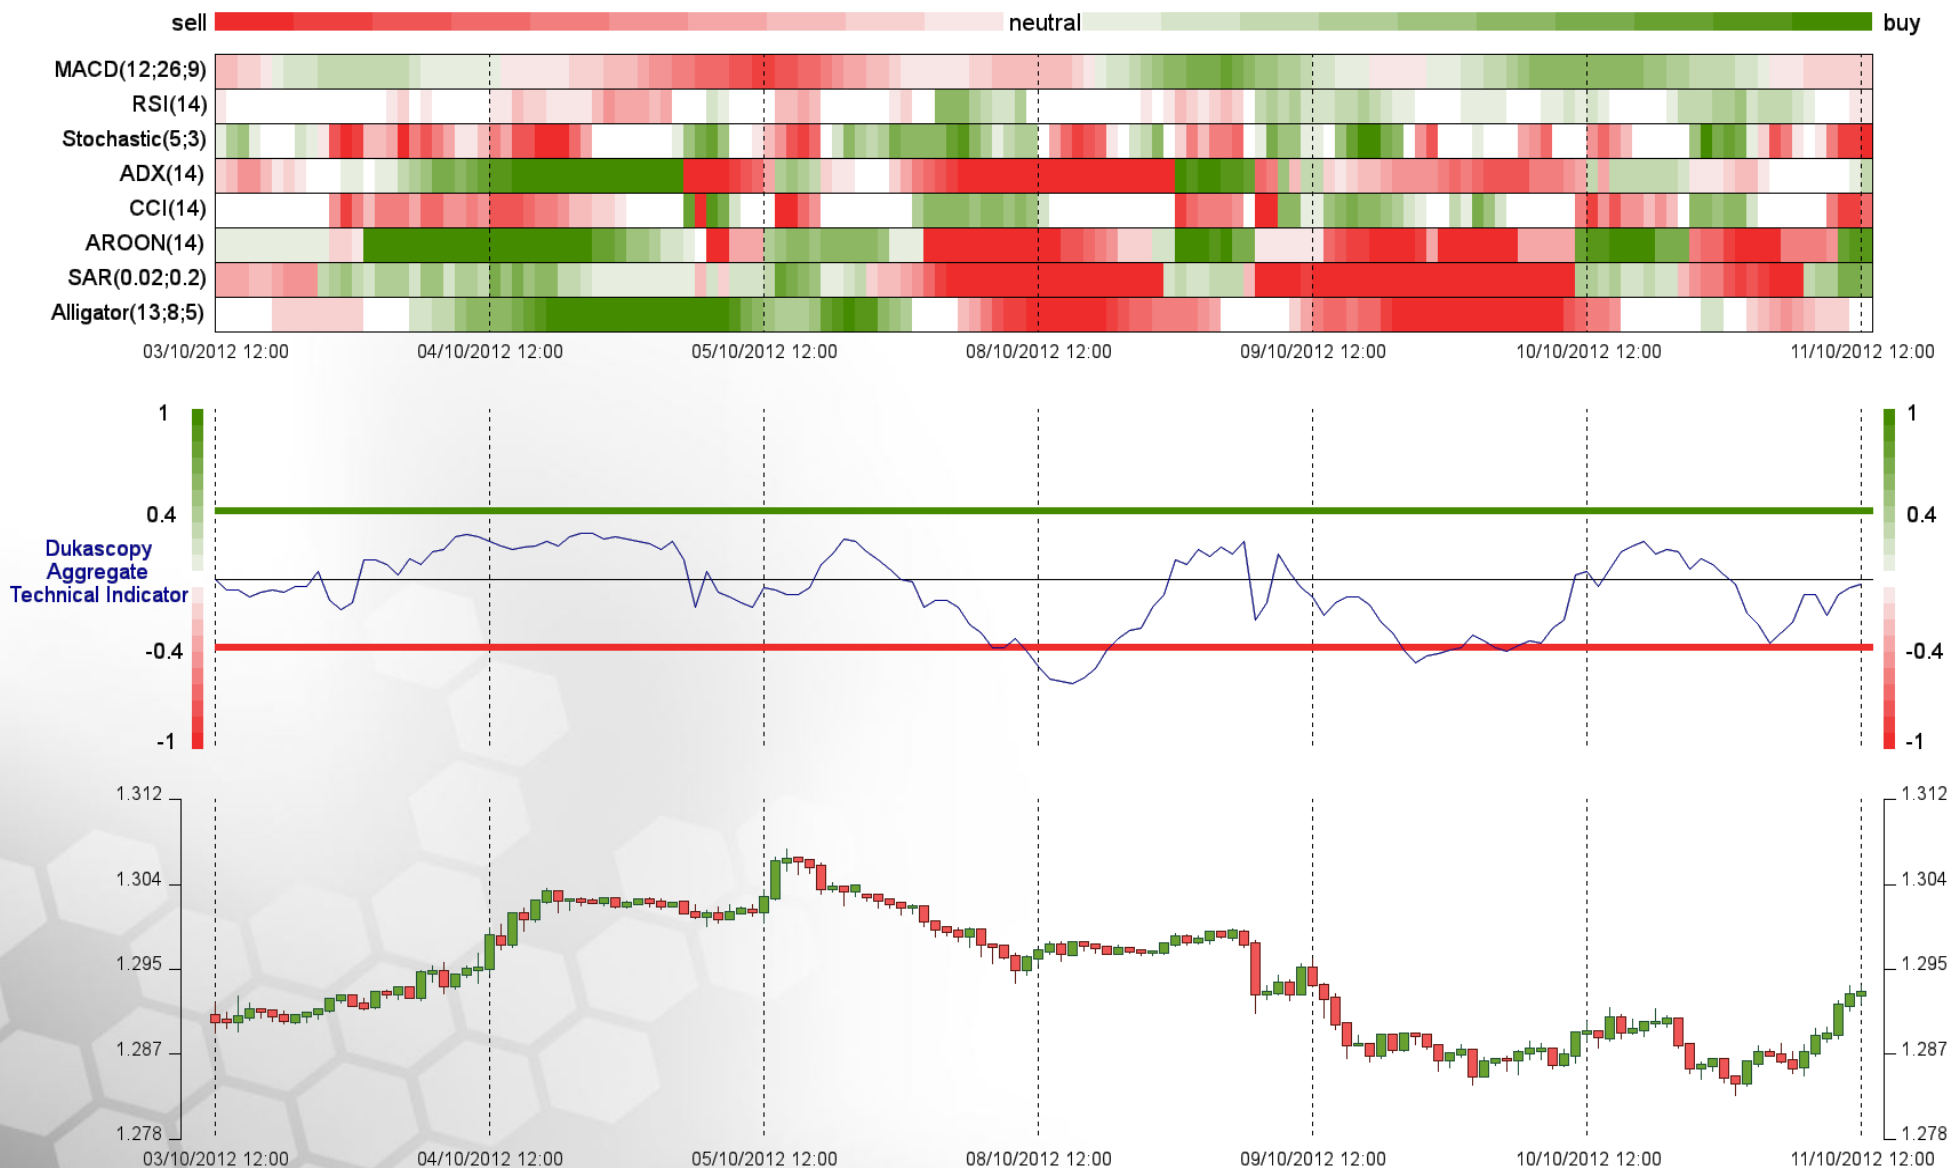 sell neutral buy
MACD(12;26;9)
RSI(14)
Stochastic(5;3)
ADX(14)
CCI(14)
AROON(14)
SAR(0.02;0.2)
Alligator(13;8;5)
03/10/2012 12:00 04/10/2012 12:00 05/10/2012 12:00 08/10/2012 12:00 09/10/2012 12:00 10/10/2012 12:00 11/10/2012 12:00
1 1
0.4 0.4
Dukascopy
Aggregate
Technical Indicator
-0.4 -0.4
-1 -1
1.312 1.312
1.304 1.304
1.295 1.295
1.287 1.287
1.278 1.278
03/10/2012 12:00 04/10/2012 12:00 05/10/2012 12:00 08/10/2012 12:00 09/10/2012 12:00 10/10/2012 12:00 11/10/2012 12:00